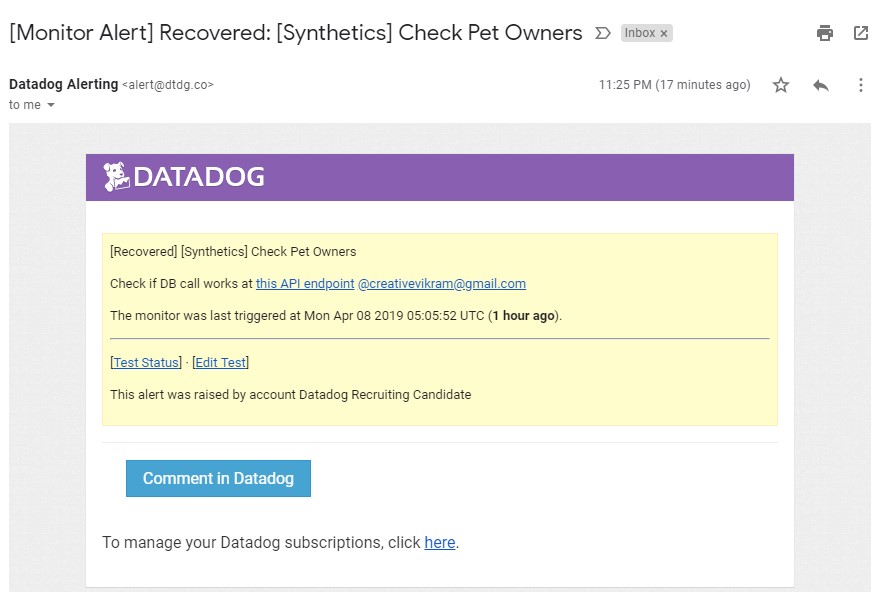 [Monitor Alert] Recovered: [Synthetics] Check Pet Owners Inbox ×
Datadog Alerting <alert@dtdg.co> 11:25 PM (17 minutes ago)
to me
DATADOG
[Recovered] [Synthetics] Check Pet Owners
Check if DB call works at this API endpoint @creativevikram@gmail.com
The monitor was last triggered at Mon Apr 08 2019 05:05:52 UTC (1 hour ago).
[Test Status] · [Edit Test]
This alert was raised by account Datadog Recruiting Candidate
Comment in Datadog
To manage your Datadog subscriptions, click here.